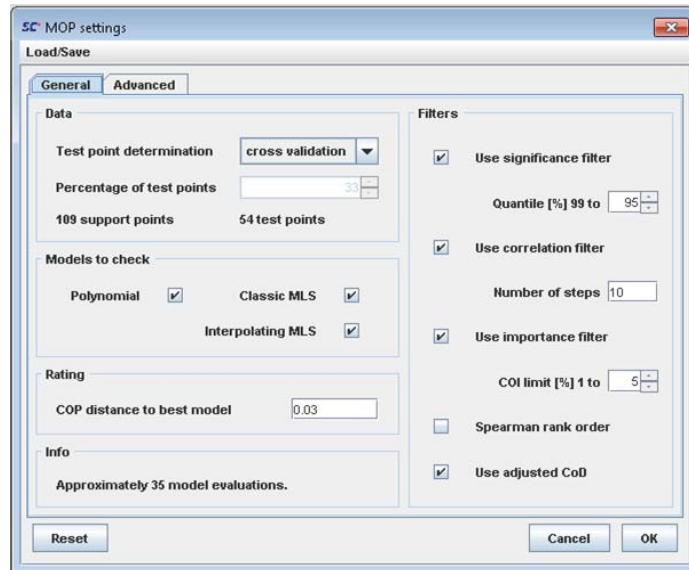 SC+ MOP settings
Load/Save
General
Advanced
Data
Test point determination
cross validation
Percentage of test points
33
109 support points
54 test points
Models to check
Polynomial
Classic MLS
Interpolating MLS
Rating
COP distance to best model
0.03
Info
Approximately 35 model evaluations.
Filters
Use significance filter
Quantile [%] 99 to
95
Use correlation filter
Number of steps
10
Use importance filter
COI limit [%] 1 to
5
Spearman rank order
Use adjusted CoD
Reset
Cancel
OK